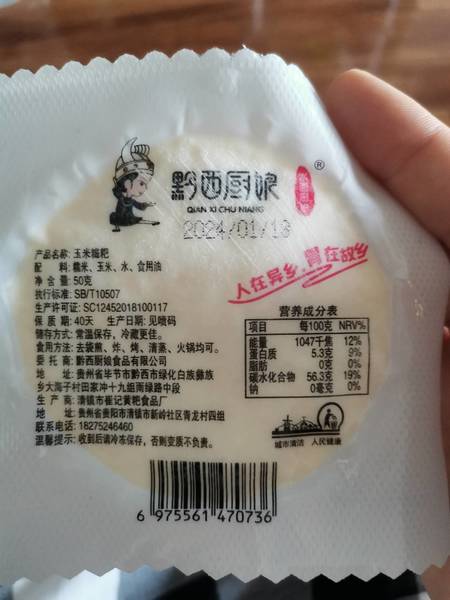 黔西厨娘 ®
QIAN XI CHU NIANG
2024/01/13
人在异乡,胃在故乡
产品名称: 玉米糍粑
配 料: 糯米、玉米、水、食用油
净 含 量: 50克
执行标准: SB/T10507
生产许可证: SC12452018100117
保 质 期: 40天 生产日期: 见喷码
储存方式: 常温保存,冷藏更佳。
食用方法: 去袋煎、炸、烤、清蒸、火锅均可。
委 托 商: 黔西厨娘食品有限公司
地 址: 贵州省毕节市黔西市绿化白族彝族
乡大海子村田家冲十九组海绿路中段
生 产 商: 清镇市崔记黄粑食品厂
地 址: 贵州省贵阳市清镇市新岭社区青龙村四组
联系电话: 18275246460
温馨提示: 收到后请冷冻保存,否则变质不负责。
营养成分表
项目 每100克 NRV%
能量 1047千焦 12%
蛋白质 5.3克 9%
脂肪 0克 0%
碳水化合物 56.3克 19%
钠 0毫克 0%
城市清洁 人民健康
6 975561 470736